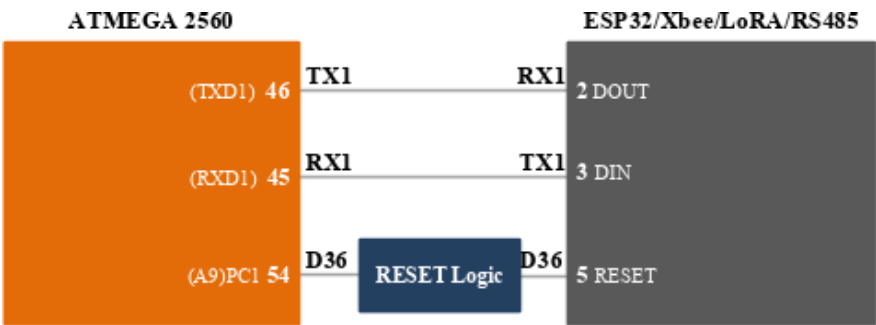 ATMEGA 2560
ESP32/Xbee/LoRA/RS485
(TXD1) 46 TX1 RX1 2 DOUT
(RXD1) 45 RX1 TX1 3 DIN
(A9)PC1 54 D36 RESET Logic D36 5 RESET